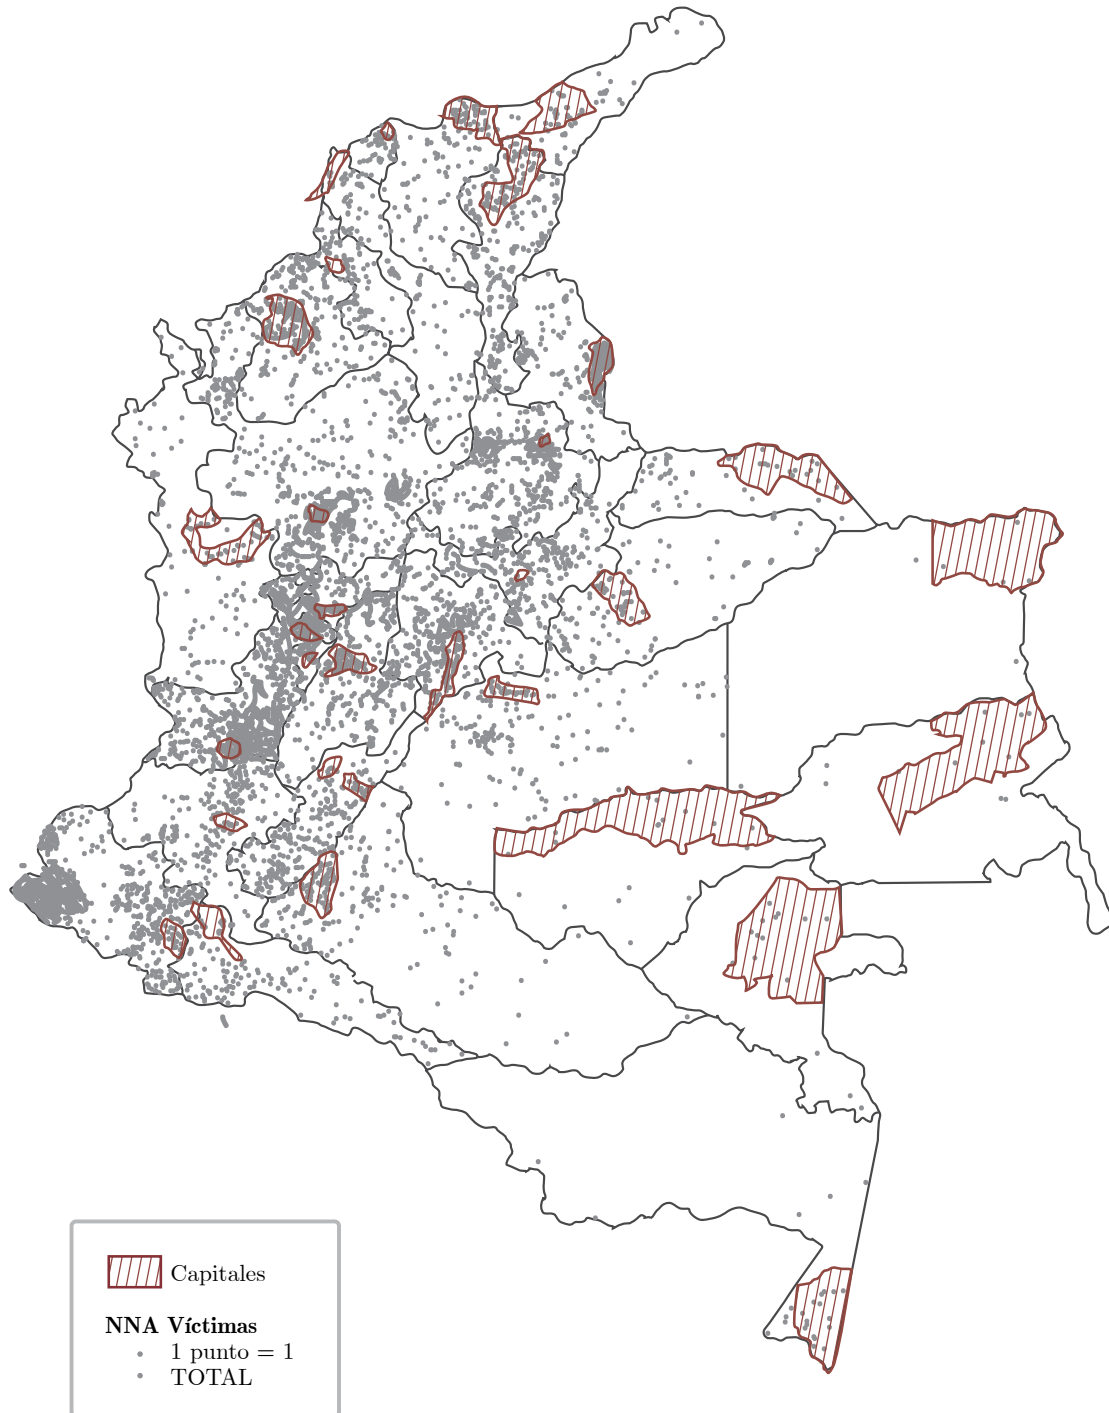 Capitales
NNA Víctimas
1 punto = 1
TOTAL